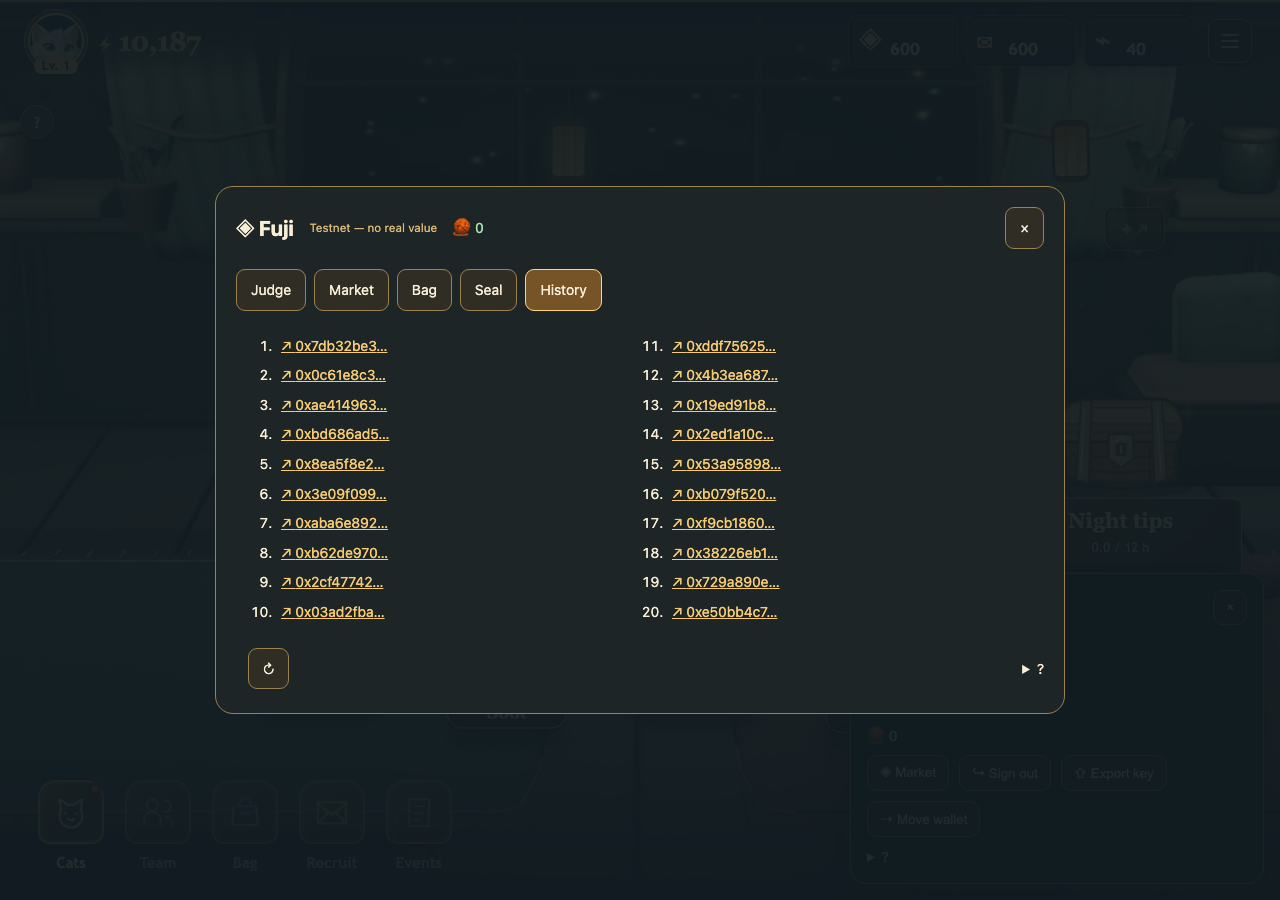 Lv. 1
10,187
600
600
40
?
Fuji
Testnet — no real value
0
×
Judge
Market
Bag
Seal
History
1. ↗ 0x7db32be3...
2. ↗ 0x0c61e8c3...
3. ↗ 0xae414963...
4. ↗ 0xbd686ad5...
5. ↗ 0x8ea5f8e2...
6. ↗ 0x3e09f099...
7. ↗ 0xaba6e892...
8. ↗ 0xb62de970...
9. ↗ 0x2cf47742...
10. ↗ 0x03ad2fba...
11. ↗ 0xddf75625...
12. ↗ 0x4b3ea687...
13. ↗ 0x19ed91b8...
14. ↗ 0x2ed1a10c...
15. ↗ 0x53a95898...
16. ↗ 0xb079f520...
17. ↗ 0xf9cb1860...
18. ↗ 0x38226eb1...
19. ↗ 0x729a890e...
20. ↗ 0xe50bb4c7...
↻
▶ ?
Night tips
0.0 / 12 h
×
0
Market
Sign out
Export key
Move wallet
▶ ?
Cats
Team
Bag
Recruit
Events